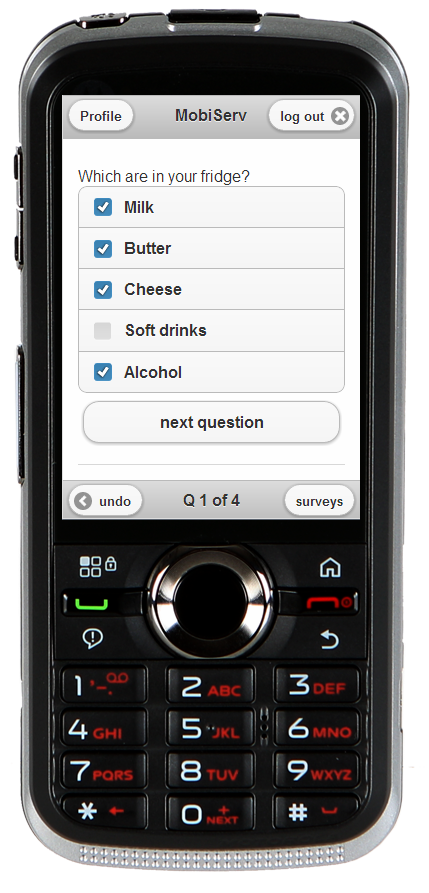 Profile MobiServ log out
Which are in your fridge?
Milk
Butter
Cheese
Soft drinks
Alcohol
next question
undo Q 1 of 4 surveys
1 2 ABC 3 DEF
4 GHI 5 JKL 6 MNO
7 PQRS 8 TUV 9 WXYZ
* 0 + NEXT #